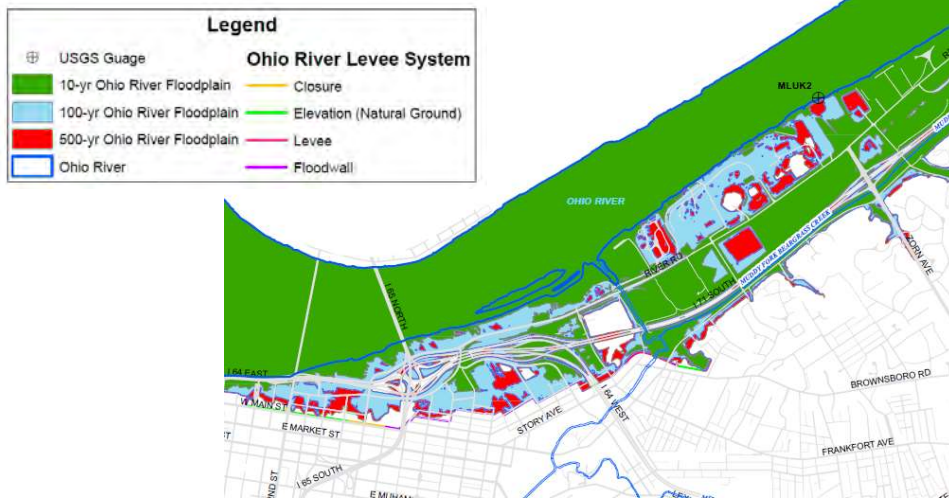 Legend
USGS Guage
10-yr Ohio River Floodplain
100-yr Ohio River Floodplain
500-yr Ohio River Floodplain
Ohio River
Ohio River Levee System
Closure
Elevation (Natural Ground)
Levee
Floodwall
MLUK2
OHIO RIVER
RIVER RD
I 71 SOUTH
MUDDY FORK BEARGRASS CREEK
ZORN AVE
I 65 NORTH
I 64 EAST
W MAIN ST
E MARKET ST
STORY AVE
I 64 WEST
BROWNSBORO RD
FRANKFORT AVE
I 65 SOUTH
E MUHAM